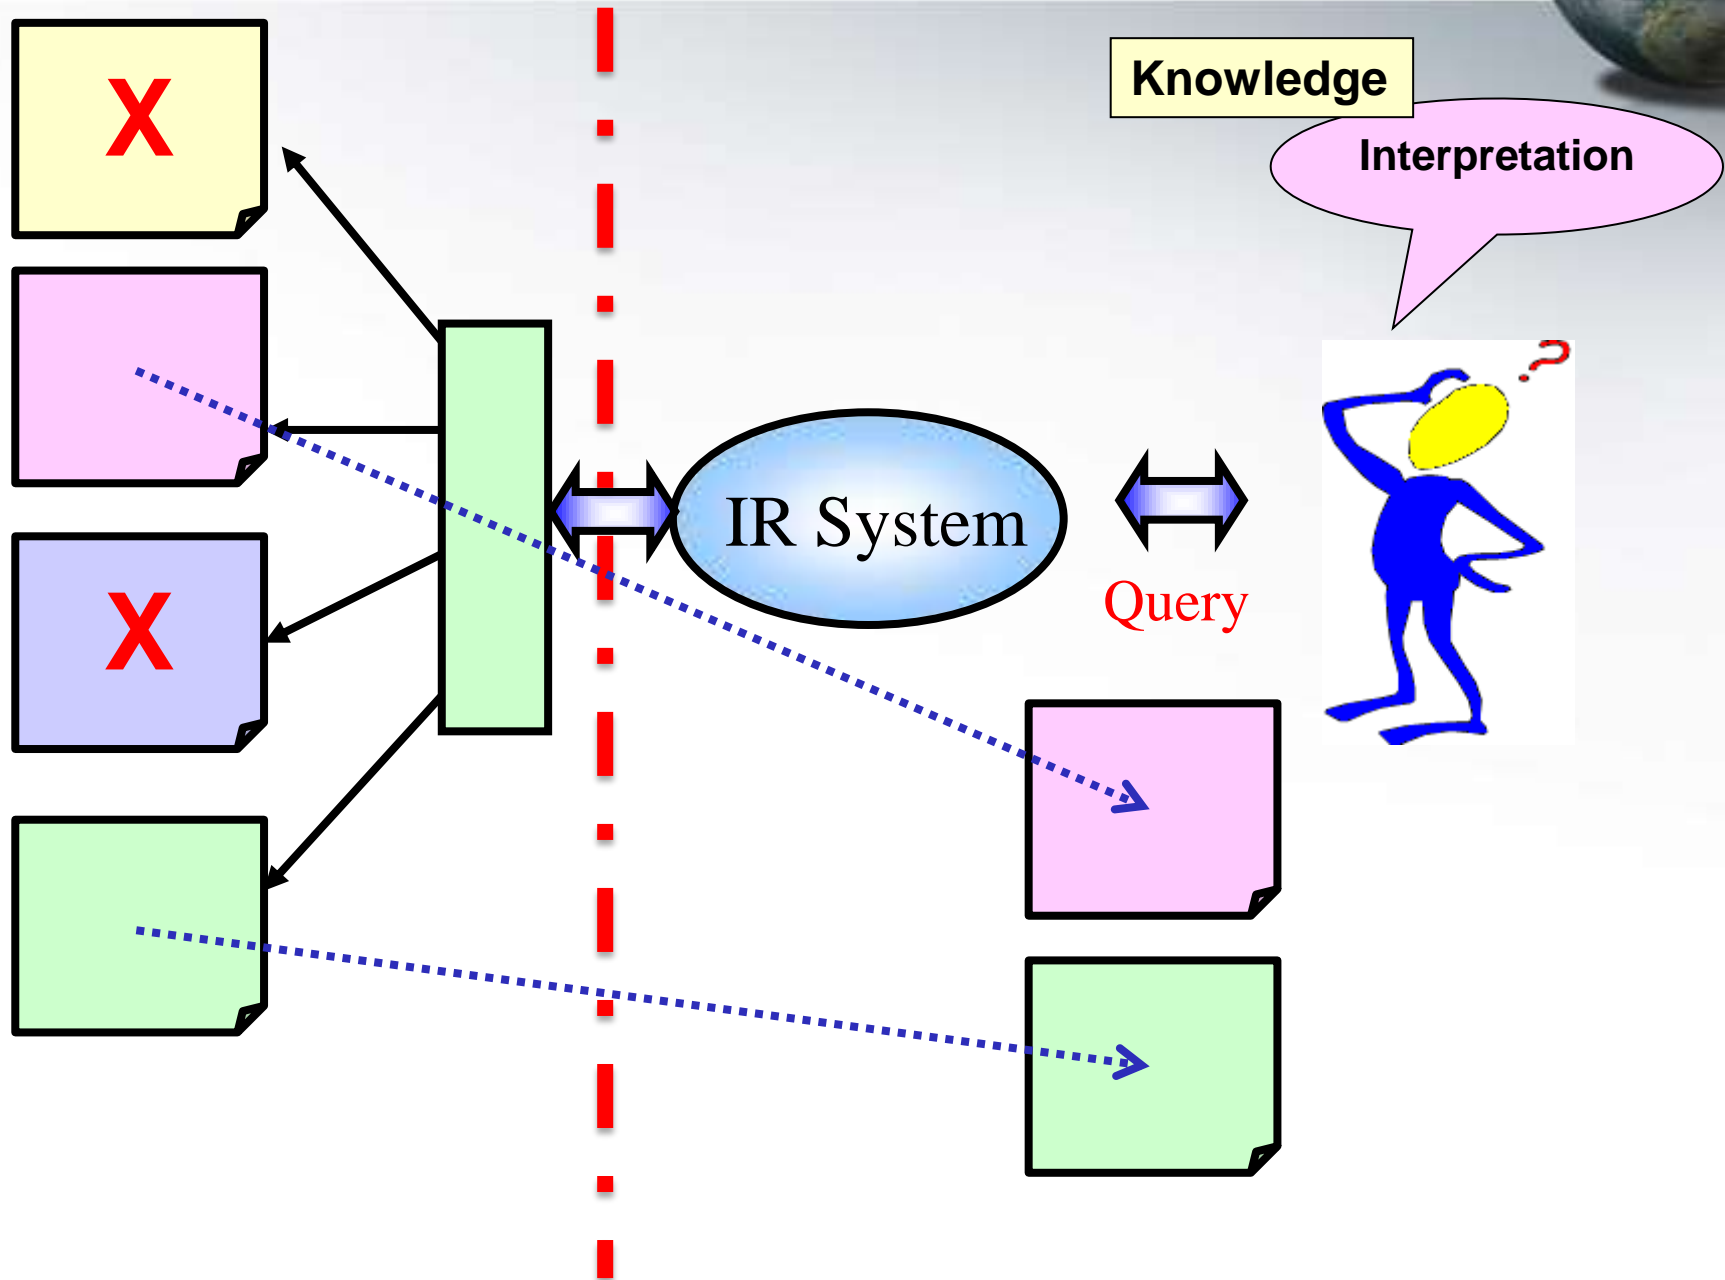 X
Knowledge
Interpretation
?
IR System
X
Query